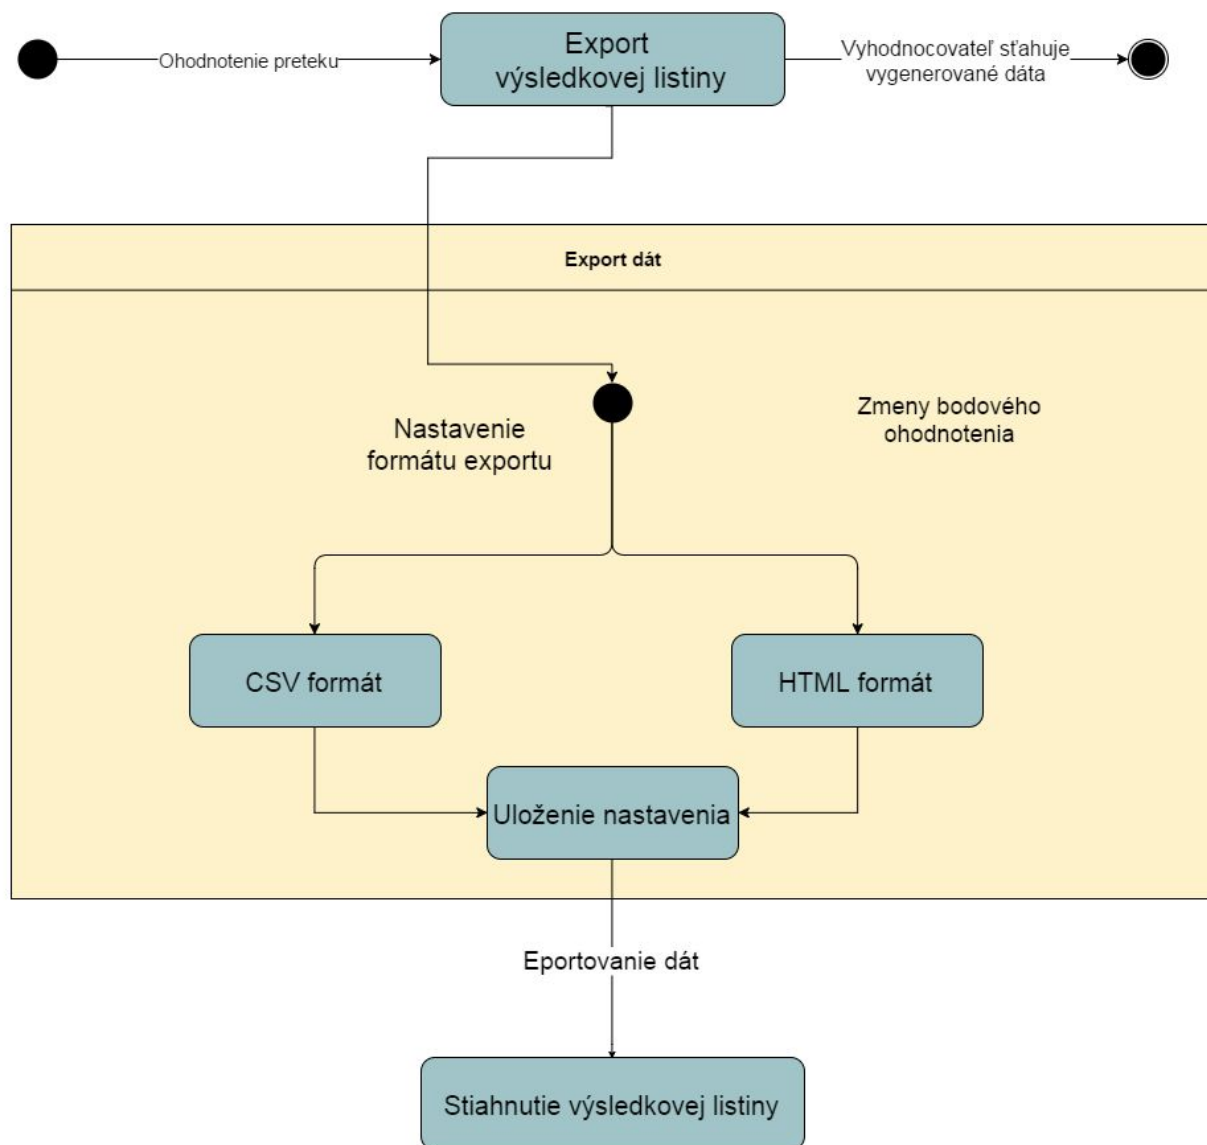 Ohodnotenie preteku
Export
výsledkovej listiny
Vyhodnocovateľ sťahuje
vygenerované dáta
Export dát
Nastavenie
formátu exportu
Zmeny bodového
ohodnotenia
CSV formát
HTML formát
Uloženie nastavenia
Eportovanie dát
Stiahnutie výsledkovej listiny